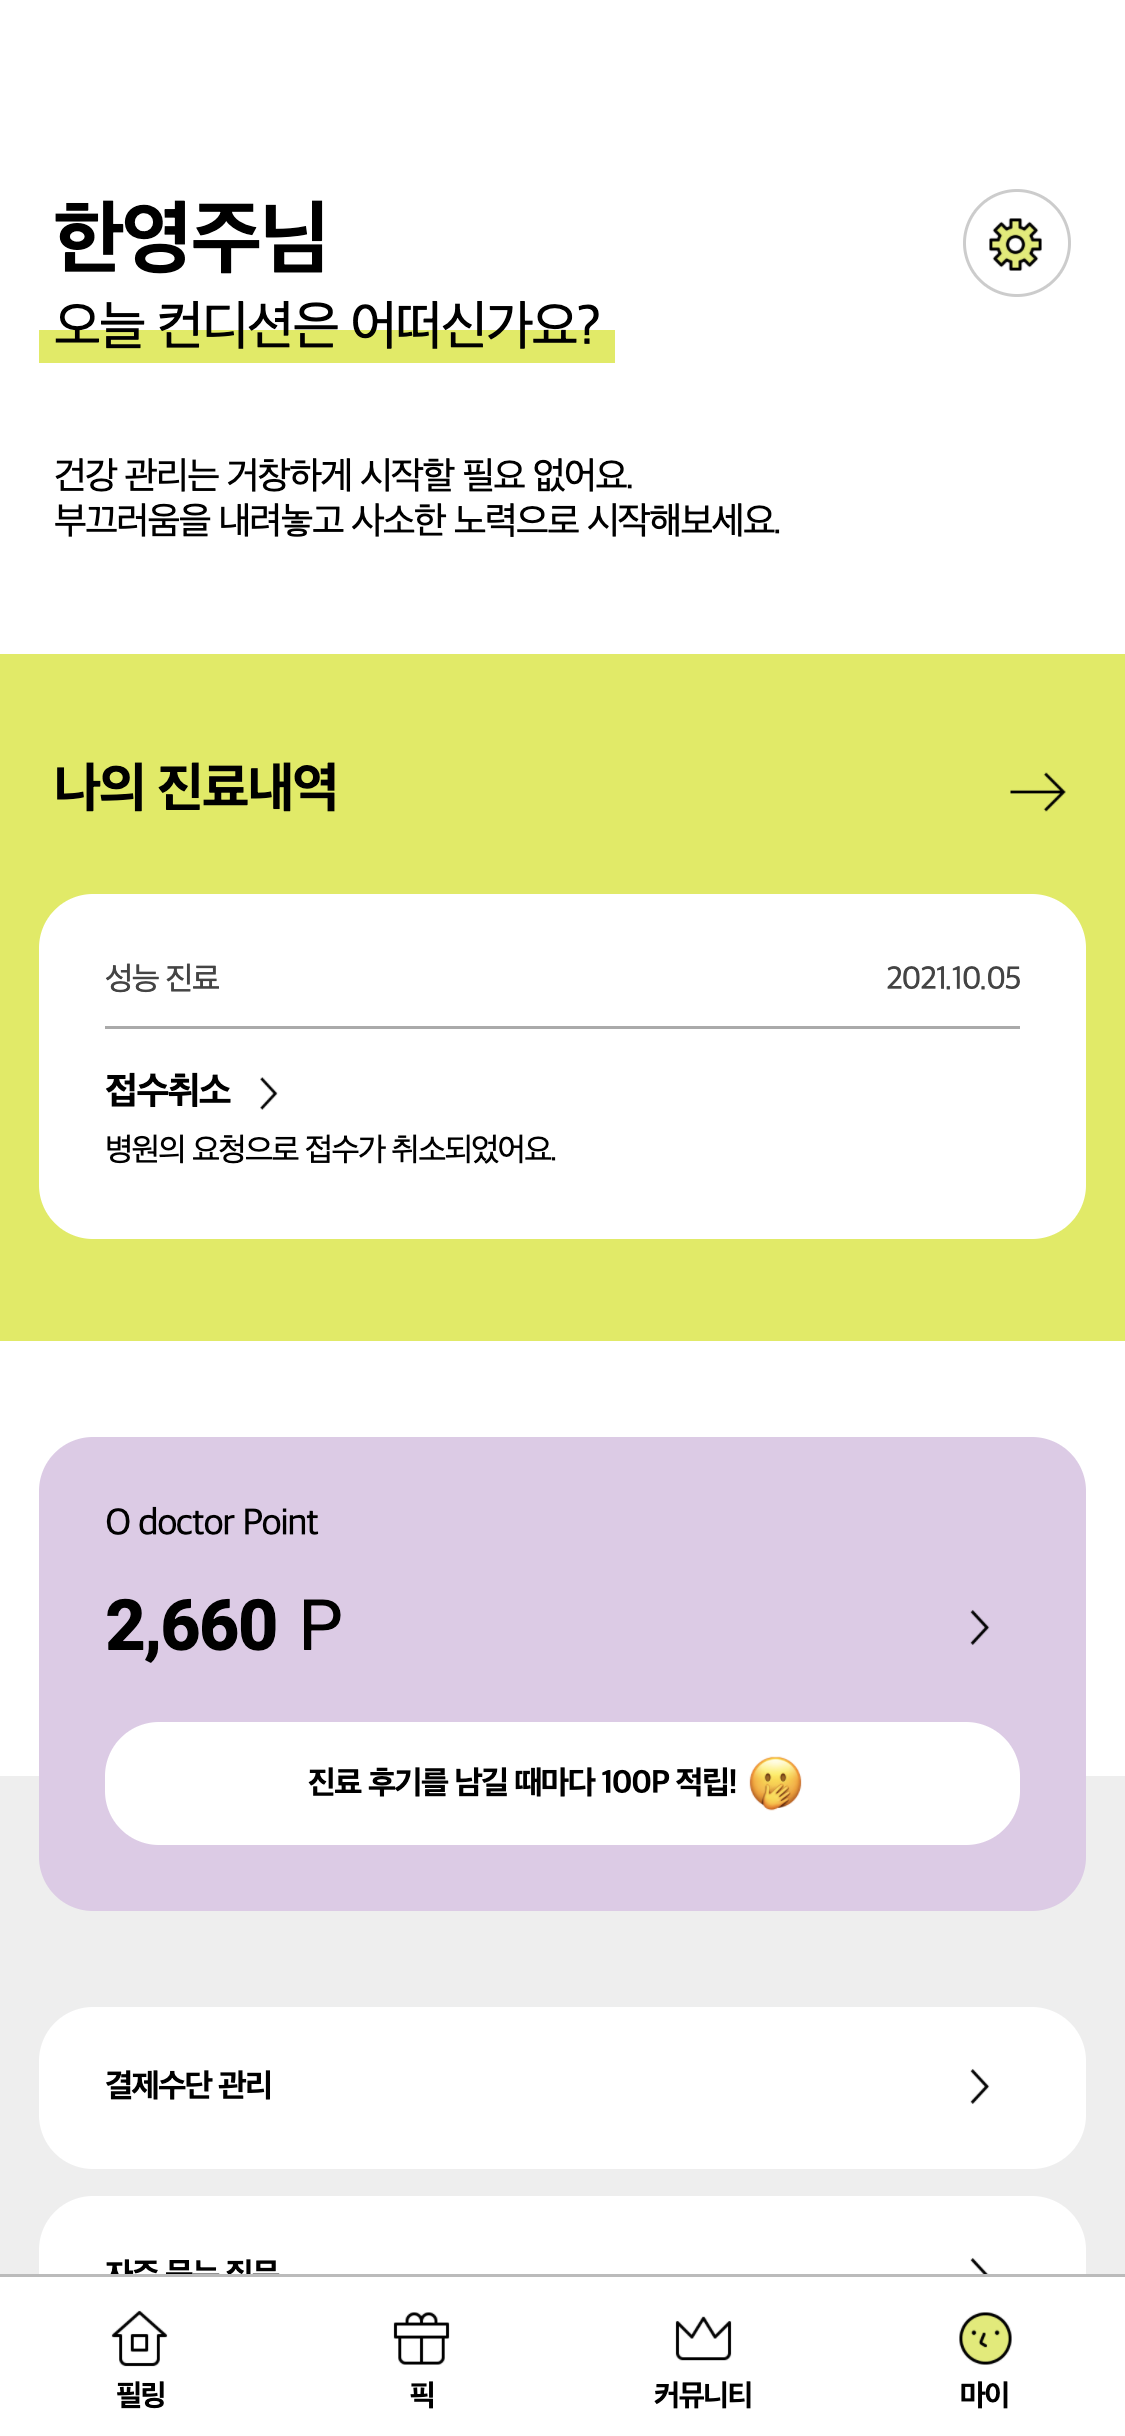 한영주님
오늘 컨디션은 어떠신가요?
건강 관리는 거창하게 시작할 필요 없어요.
부끄러움을 내려놓고 사소한 노력으로 시작해보세요.
나의 진료내역
성능 진료 2021.10.05
접수취소
병원의 요청으로 접수가 취소되었어요.
O doctor Point
2,660 P
진료 후기를 남길 때마다 100P 적립!
결제수단 관리
자주 묻는 질문
필링 픽 커뮤니티 마이